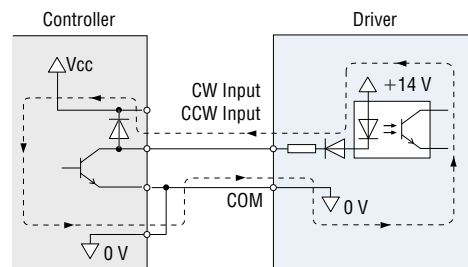 Controller
Driver
Vcc
CW Input
CCW Input
+14 V
COM
0 V
0 V